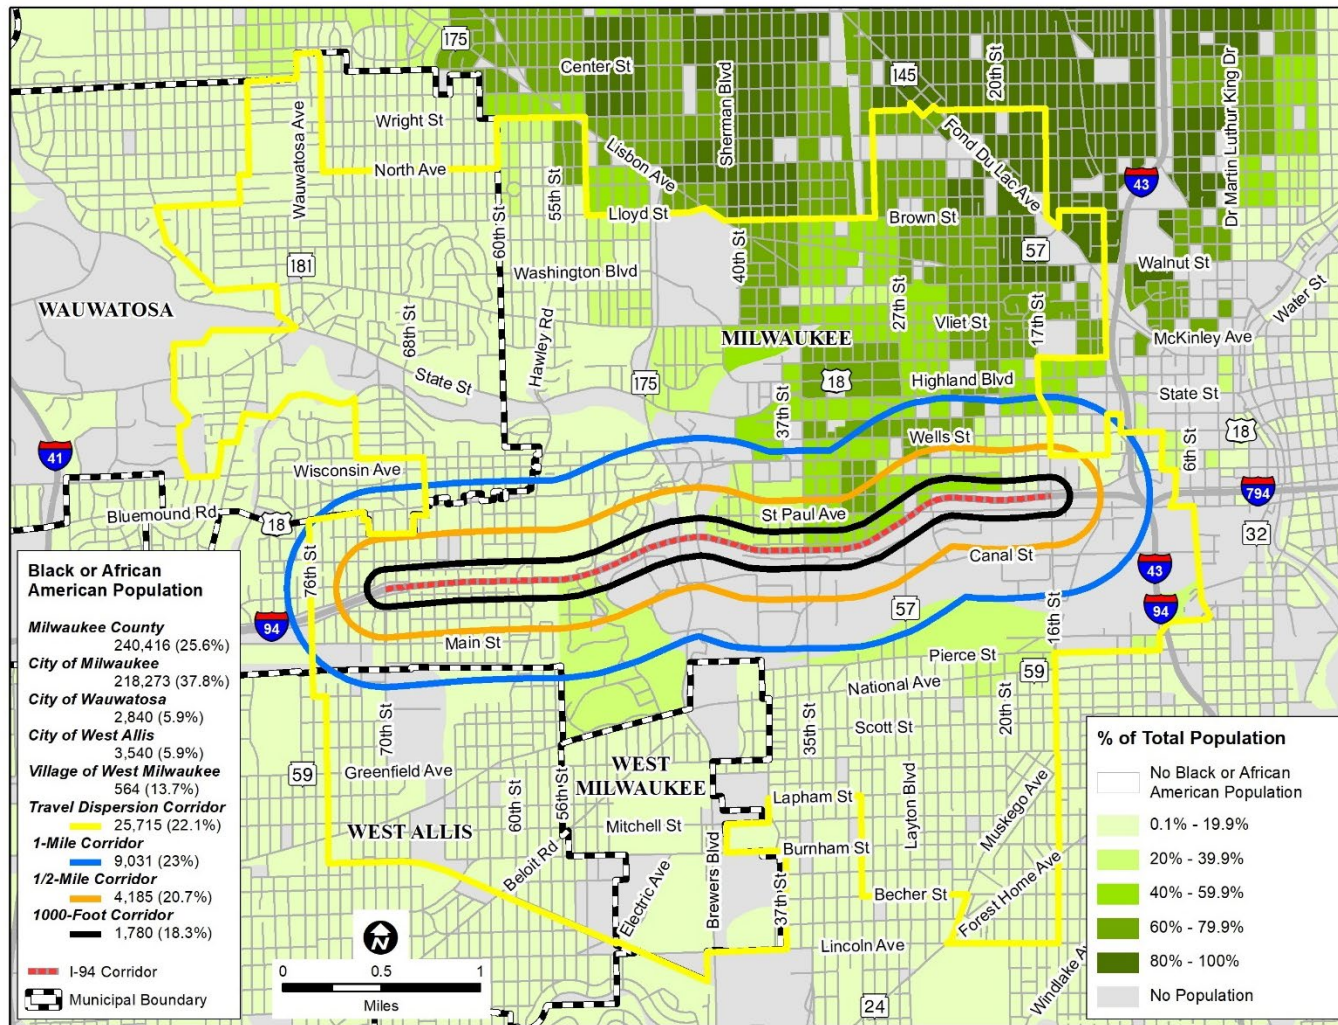 175
Center St
Sherman Blvd
145
20th St
Dr Martin Luthur King Dr
Wauwatosa Ave
Wright St
Lisbon Ave
Fond Du Lac Ave
North Ave
55th St
43
60th St
Lloyd St
Brown St
40th St
57
181
Washington Blvd
Walnut St
Water St
WAUWATOSA
27th St
17th St
68th St
Hawley Rd
MILWAUKEE
Vliet St
McKinley Ave
State St
175
18
Highland Blvd
State St
37th St
41
Wells St
6th St
18
Wisconsin Ave
Bluemound Rd
18
St Paul Ave
794
32
Canal St
76th St
43
94
57
94
16th St
Main St
Pierce St
59
National Ave
70th St
35th St
Scott St
20th St
59
Greenfield Ave
WEST
MILWAUKEE
60th St
56th St
Lapham St
Layton Blvd
Muskego Ave
WEST ALLIS
Mitchell St
Burnham St
Beloit Rd
Brewers Blvd
Electric Ave
37th St
Becher St
Forest Home Ave
Lincoln Ave
24
Windlake A
Black or African
American Population
Milwaukee County
240,416 (25.6%)
City of Milwaukee
218,273 (37.8%)
City of Wauwatosa
2,840 (5.9%)
City of West Allis
3,540 (5.9%)
Village of West Milwaukee
564 (13.7%)
Travel Dispersion Corridor
25,715 (22.1%)
1-Mile Corridor
9,031 (23%)
1/2-Mile Corridor
4,185 (20.7%)
1000-Foot Corridor
1,780 (18.3%)
I-94 Corridor
Municipal Boundary
N
0 0.5 1
Miles
% of Total Population
No Black or African
American Population
0.1% - 19.9%
20% - 39.9%
40% - 59.9%
60% - 79.9%
80% - 100%
No Population